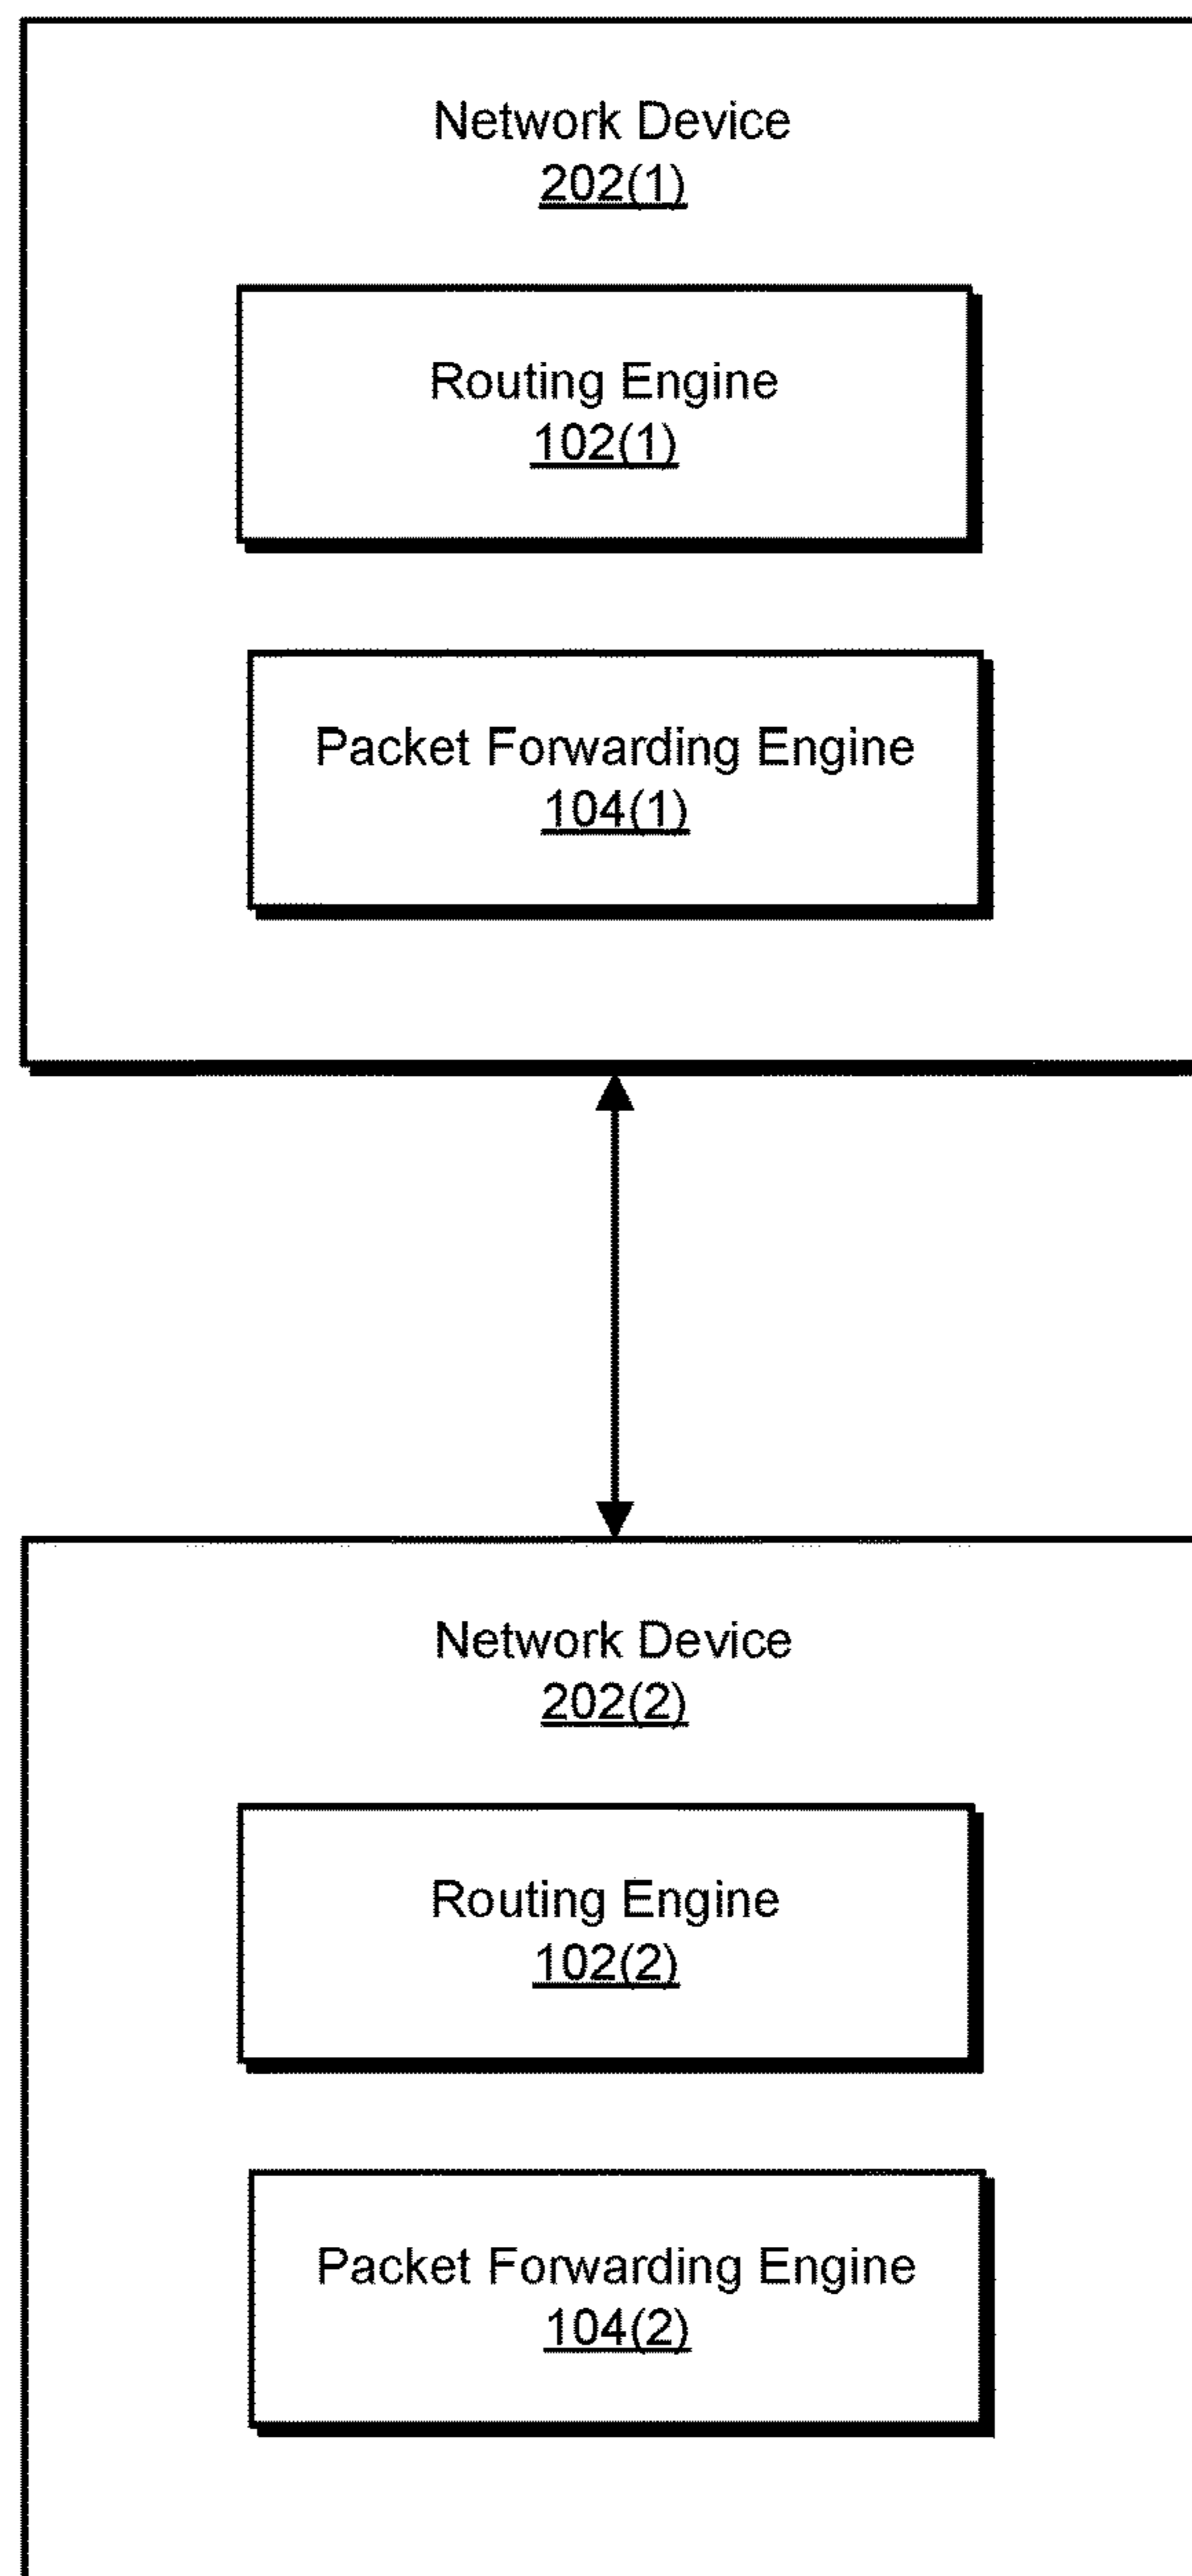 Network Device
202(1)
Routing Engine
102(1)
Packet Forwarding Engine
104(1)
Network Device
202(2)
Routing Engine
102(2)
Packet Forwarding Engine
104(2)